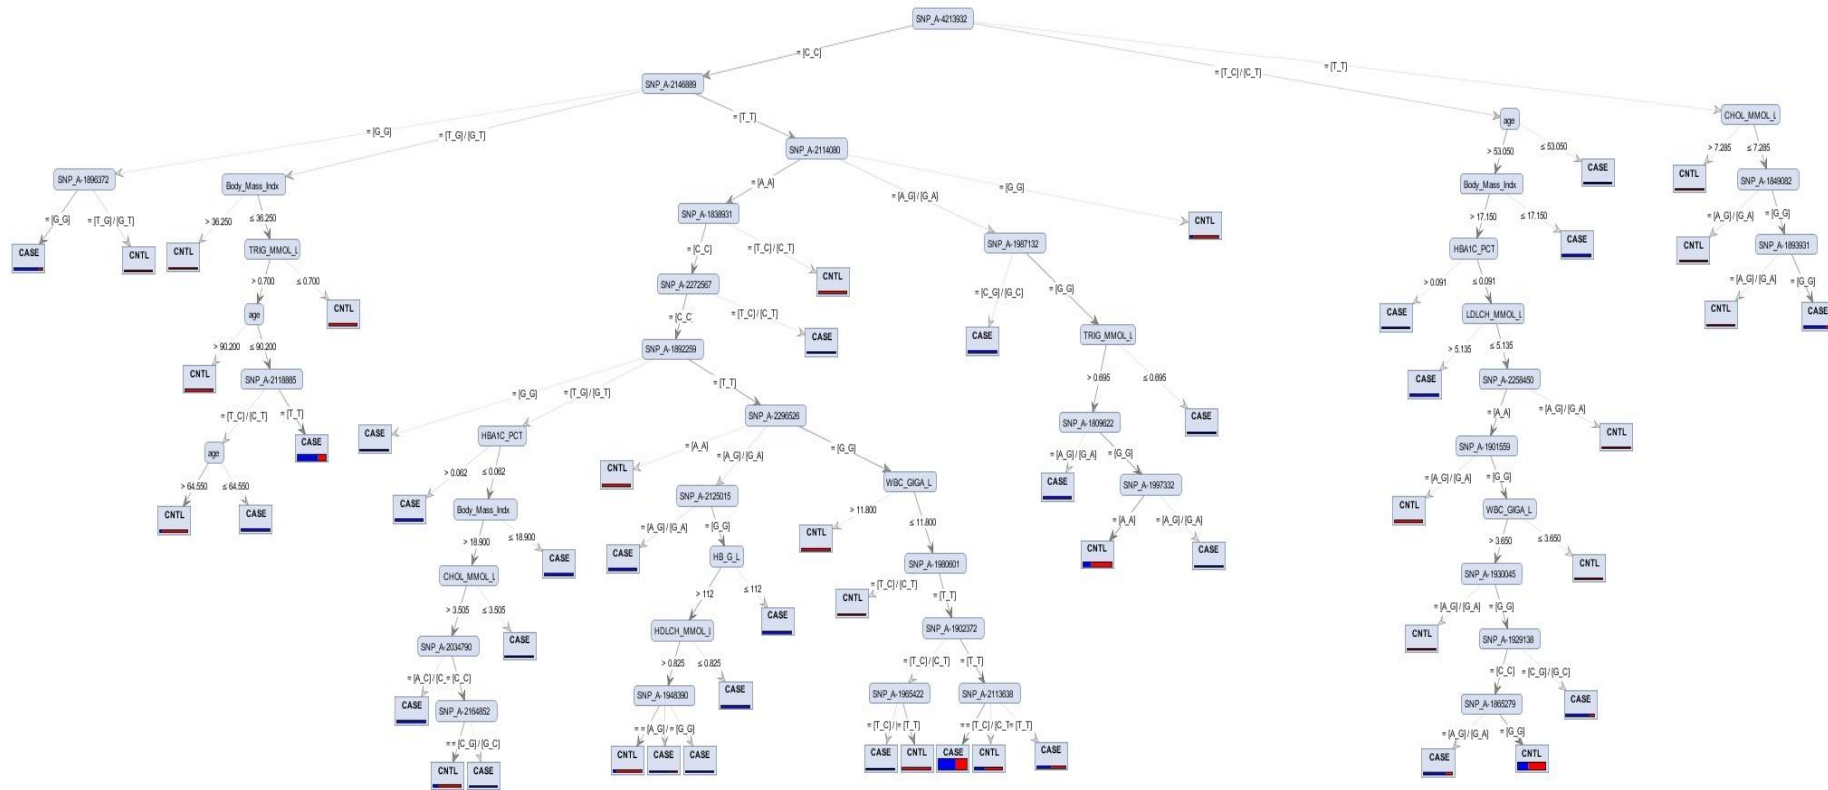 SNP_A-4213932
= [C_C]
= [T_C] / [C_T]
= [T_T]
SNP_A-2146889
CHOL_MMOL_L
age
= [G_G]
= [T_G] / [G_T]
= [T_T]
> 53.050
≤ 53.050
> 7.285
≤ 7.285
SNP_A-2114080
SNP_A-1896372
Body_Mass_Indx
= [A_A]
= [A_G] / [G_A]
= [G_G]
Body_Mass_Indx
CASE
CNTL
SNP_A-1849082
= [G_G]
= [T_G] / [G_T]
> 36.250
≤ 36.250
SNP_A-1838931
CNTL
SNP_A-1987132
> 17.150
≤ 17.150
= [A_G] / [G_A]
= [G_G]
CASE
CNTL
CNTL
TRIG_MMOL_L
= [C_C]
= [T_C] / [C_T]
HBA1C_PCT
CASE
CNTL
SNP_A-1893931
> 0.700
≤ 0.700
SNP_A-2272567
CNTL
= [C_G] / [G_C]
= [G_G]
> 0.091
≤ 0.091
= [A_G] / [G_A]
= [G_G]
age
CNTL
= [C_C
= [T_C] / [C_T]
CASE
TRIG_MMOL_L
CASE
LDLCH_MMOL_L
CNTL
CASE
> 90.200
≤ 90.200
SNP_A-1892259
CASE
> 0.695
≤ 0.695
> 5.135
≤ 5.135
CNTL
SNP_A-2118885
= [G_G]
= [T_G] / [G_T]
= [T_T]
CASE
SNP_A-2258450
= [T_C] / [C_T]
= [T_T]
SNP_A-2296526
SNP_A-1809622
CASE
= [A_A]
= [A_G] / [G_A]
age
CASE
CASE
HBA1C_PCT
= [A_A]
= [A_G] / [G_A]
= [G_G]
= [A_G] / [G_A]
= [G_G]
SNP_A-1901559
CNTL
> 64.550
≤ 64.550
> 0.062
≤ 0.062
CNTL
SNP_A-2125015
WBC_GIGA_L
CASE
SNP_A-1997332
= [A_G] / [G_A]
= [G_G]
CNTL
CASE
CASE
Body_Mass_Indx
= [A_G] / [G_A]
= [G_G]
> 11.800
≤ 11.800
= [A_A]
= [A_G] / [G_A]
CNTL
WBC_GIGA_L
> 18.900
≤ 18.900
CASE
HB_G_L
CNTL
SNP_A-1980601
CNTL
CASE
> 3.650
≤ 3.650
CHOL_MMOL_L
CASE
> 112
≤ 112
= [T_C] / [C_T]
= [T_T]
SNP_A-1930045
CNTL
> 3.505
≤ 3.505
HDLCH_MMOL_L
CASE
CNTL
SNP_A-1902372
= [A_G] / [G_A]
= [G_G]
SNP_A-2034790
CASE
> 0.825
≤ 0.825
= [T_C] / [C_T]
= [T_T]
CNTL
SNP_A-1929138
= [A_C] / [C_
= [C_C]
SNP_A-1948390
CASE
SNP_A-1965422
SNP_A-2113638
= [C_C]
= [C_G] / [G_C]
CASE
SNP_A-2164852
= 
= [A_G] / 
= [G_G]
= [T_C] / 
= [T_T]
= 
= [T_C] / [C_T
= [T_T]
SNP_A-1865279
CASE
= 
= [C_G] / [G_C]
CNTL
CASE
CASE
CASE
CNTL
CASE
CNTL
CASE
= [A_G] / [G_A]
= [G_G]
CNTL
CASE
CASE
CNTL